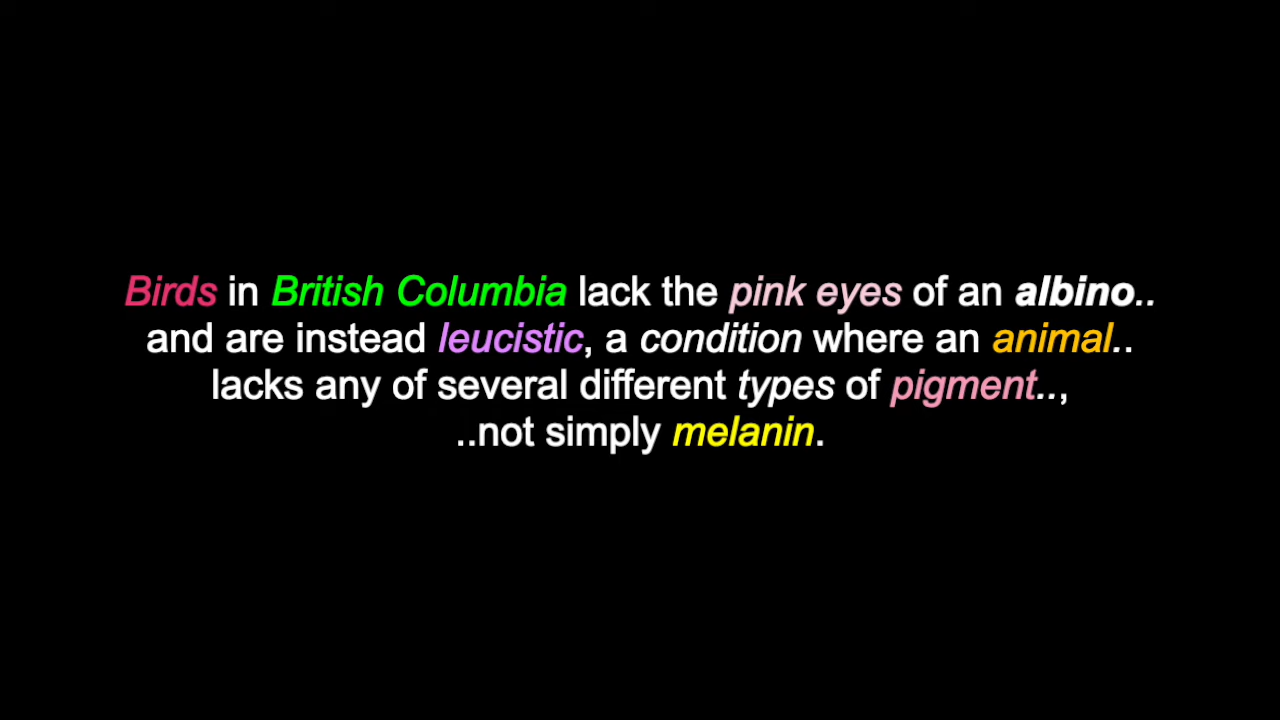 Birds in British Columbia lack the pink eyes of an albino..
and are instead leucistic, a condition where an animal..
lacks any of several different types of pigment..,
..not simply melanin.